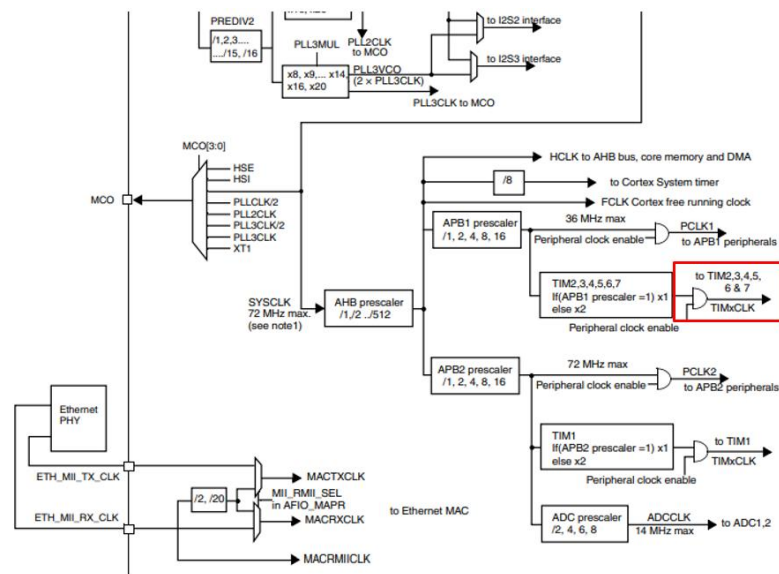 PREDIV2
/1,2,3....
..../15, /16
PLL3MUL
x8, x9,... x14,
x16, x20
PLL2CLK
to MCO
PLL3VCO
(2 × PLL3CLK)
PLL3CLK to MCO
to I2S2 interface
to I2S3 interface
MCO[3:0]
MCO
HSE
HSI
PLLCLK/2
PLL2CLK
PLL3CLK/2
PLL3CLK
XT1
SYSCLK
72 MHz max.
(see note1)
AHB prescaler
/1,/2 ../512
HCLK to AHB bus, core memory and DMA
/8
to Cortex System timer
FCLK Cortex free running clock
APB1 prescaler
/1, 2, 4, 8, 16
36 MHz max
Peripheral clock enable
PCLK1
to APB1 peripherals
TIM2,3,4,5,6,7
If(APB1 prescaler =1) x1
else x2
Peripheral clock enable
to TIM2,3,4,5,
6 & 7
TIMxCLK
APB2 prescaler
/1, 2, 4, 8, 16
72 MHz max
Peripheral clock enable
PCLK2
to APB2 peripherals
TIM1
If(APB2 prescaler =1) x1
else x2
Peripheral clock enable
to TIM1
TIMxCLK
ADC prescaler
/2, 4, 6, 8
ADCCLK
14 MHz max
to ADC1,2
Ethernet
PHY
ETH_MII_TX_CLK
ETH_MII_RX_CLK
/2, /20
MACTXCLK
MII_RMII_SEL
in AFIO_MAPR
MACRXCLK
MACRMIICLK
to Ethernet MAC